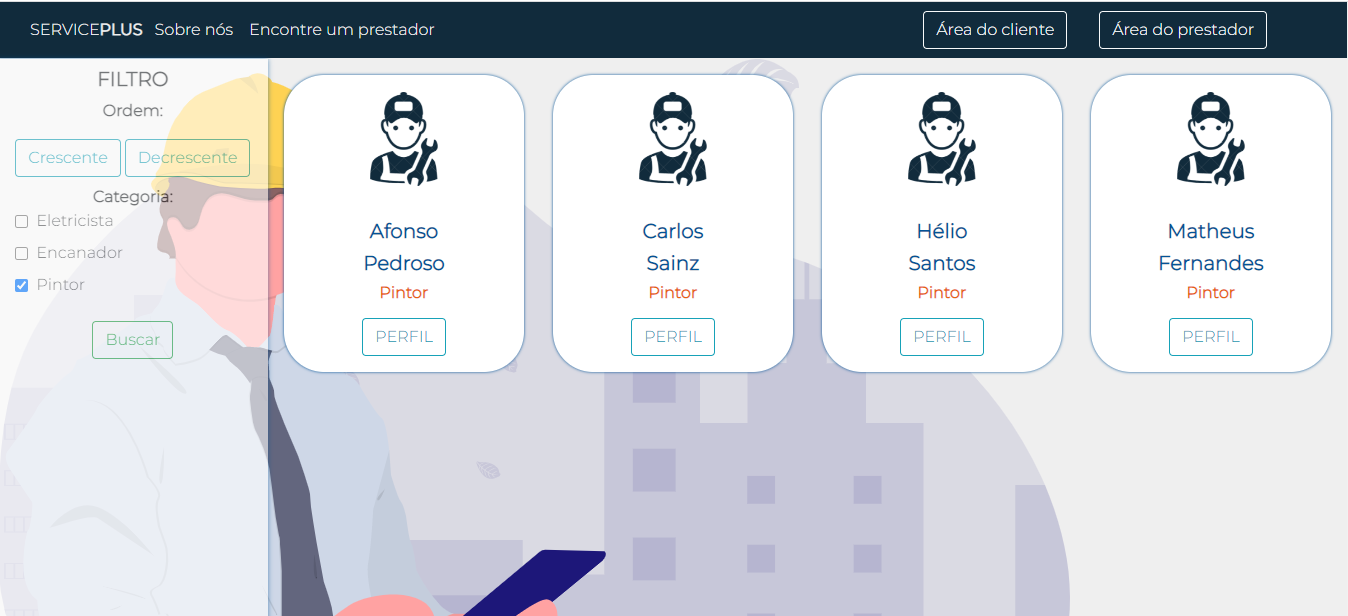 SERVICEPLUS Sobre nós Encontre um prestador Área do cliente Área do prestador
FILTRO
Ordem:
Crescente Decrescente
Categoria:
Eletricista
Encanador
Pintor
Buscar
Afonso
Pedroso
Pintor
PERFIL
Carlos
Sainz
Pintor
PERFIL
Hélio
Santos
Pintor
PERFIL
Matheus
Fernandes
Pintor
PERFIL